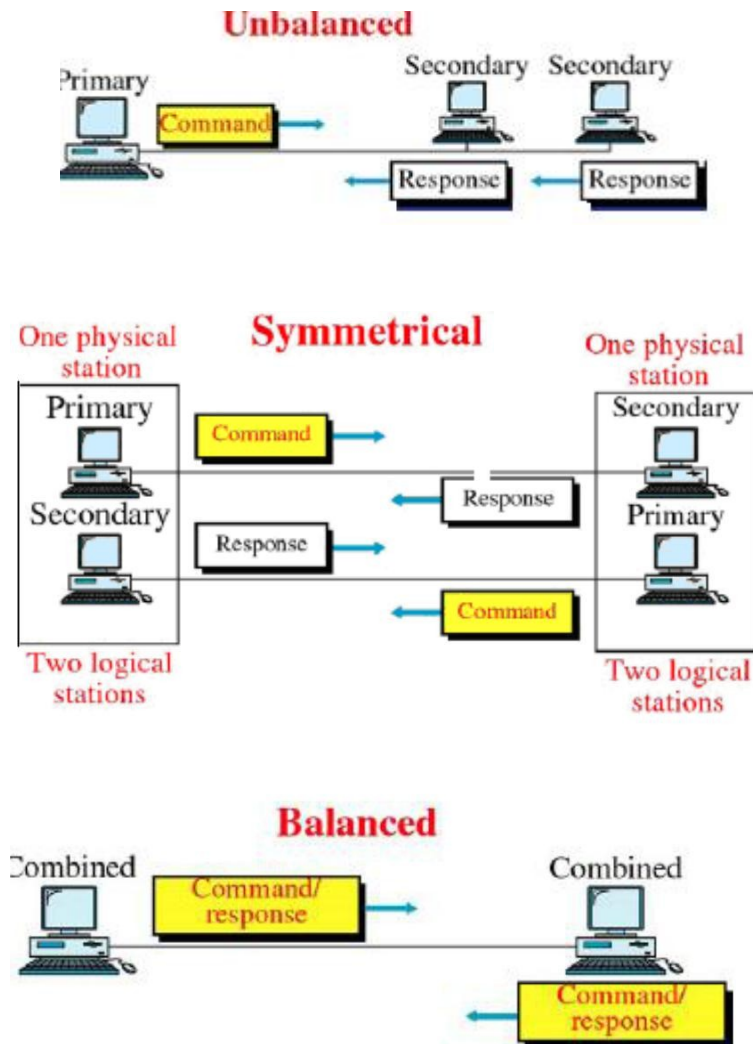 Unbalanced
Primary
Secondary
Secondary
Command
Response
Response
Symmetrical
One physical
station
One physical
station
Primary
Secondary
Command
Response
Secondary
Primary
Response
Command
Two logical
stations
Two logical
stations
Balanced
Combined
Combined
Command/
response
Command/
response